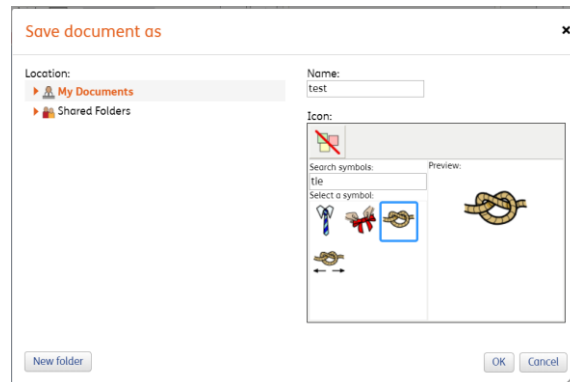 Save document as
Location:
My Documents
Shared Folders
Name:
test
Icon:
Search symbols:
tie
Select a symbol:
Preview:
New folder
OK
Cancel